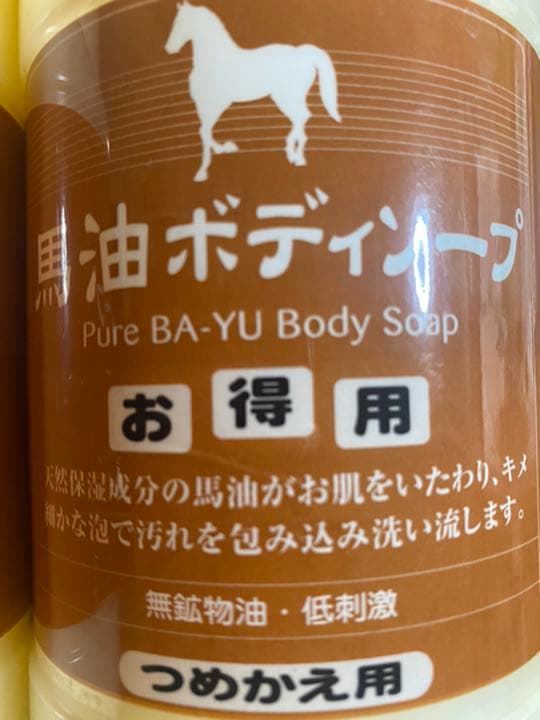 馬油ボディソープ
Pure BA-YU Body Soap
お得用
天然保湿成分の馬油がお肌をいたわり、キメ
細かな泡で汚れを包み込み洗い流します。
無鉱物油・低刺激
つめかえ用